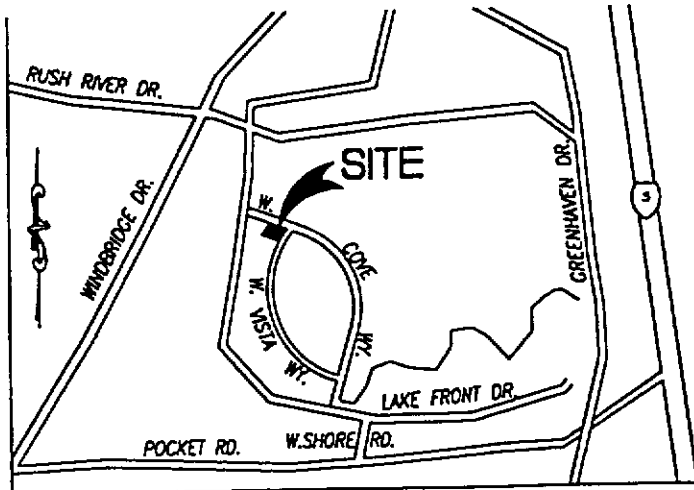 RUSH RIVER DR.
SITE
WINDBRIDGE DR.
W. COVE WY.
W. VISTA WY.
GREENHAVEN DR.
LAKE FRONT DR.
POCKET RD.
W.SHORE RD.